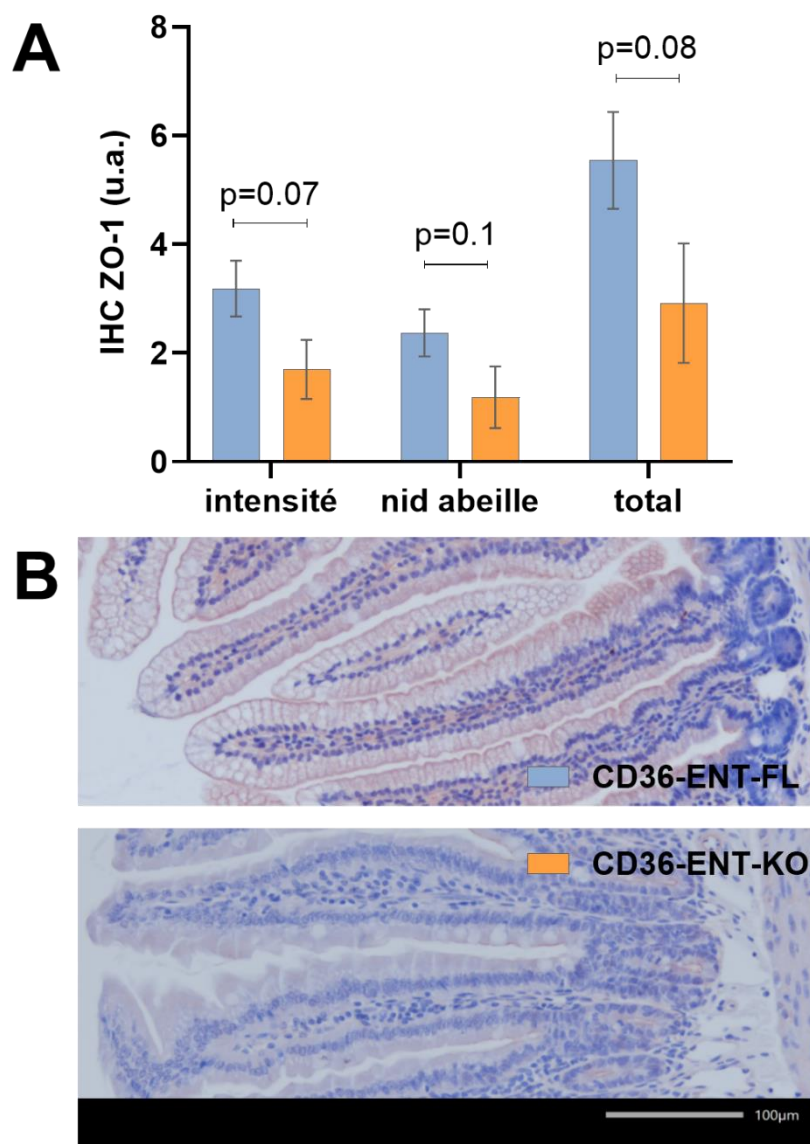 A
8
p=0.08
6
p=0.07
p=0.1
4
2
0
IHC ZO-1 (u.a.)
intensité nid abeille total
B
CD36-ENT-FL
CD36-ENT-KO
100µm